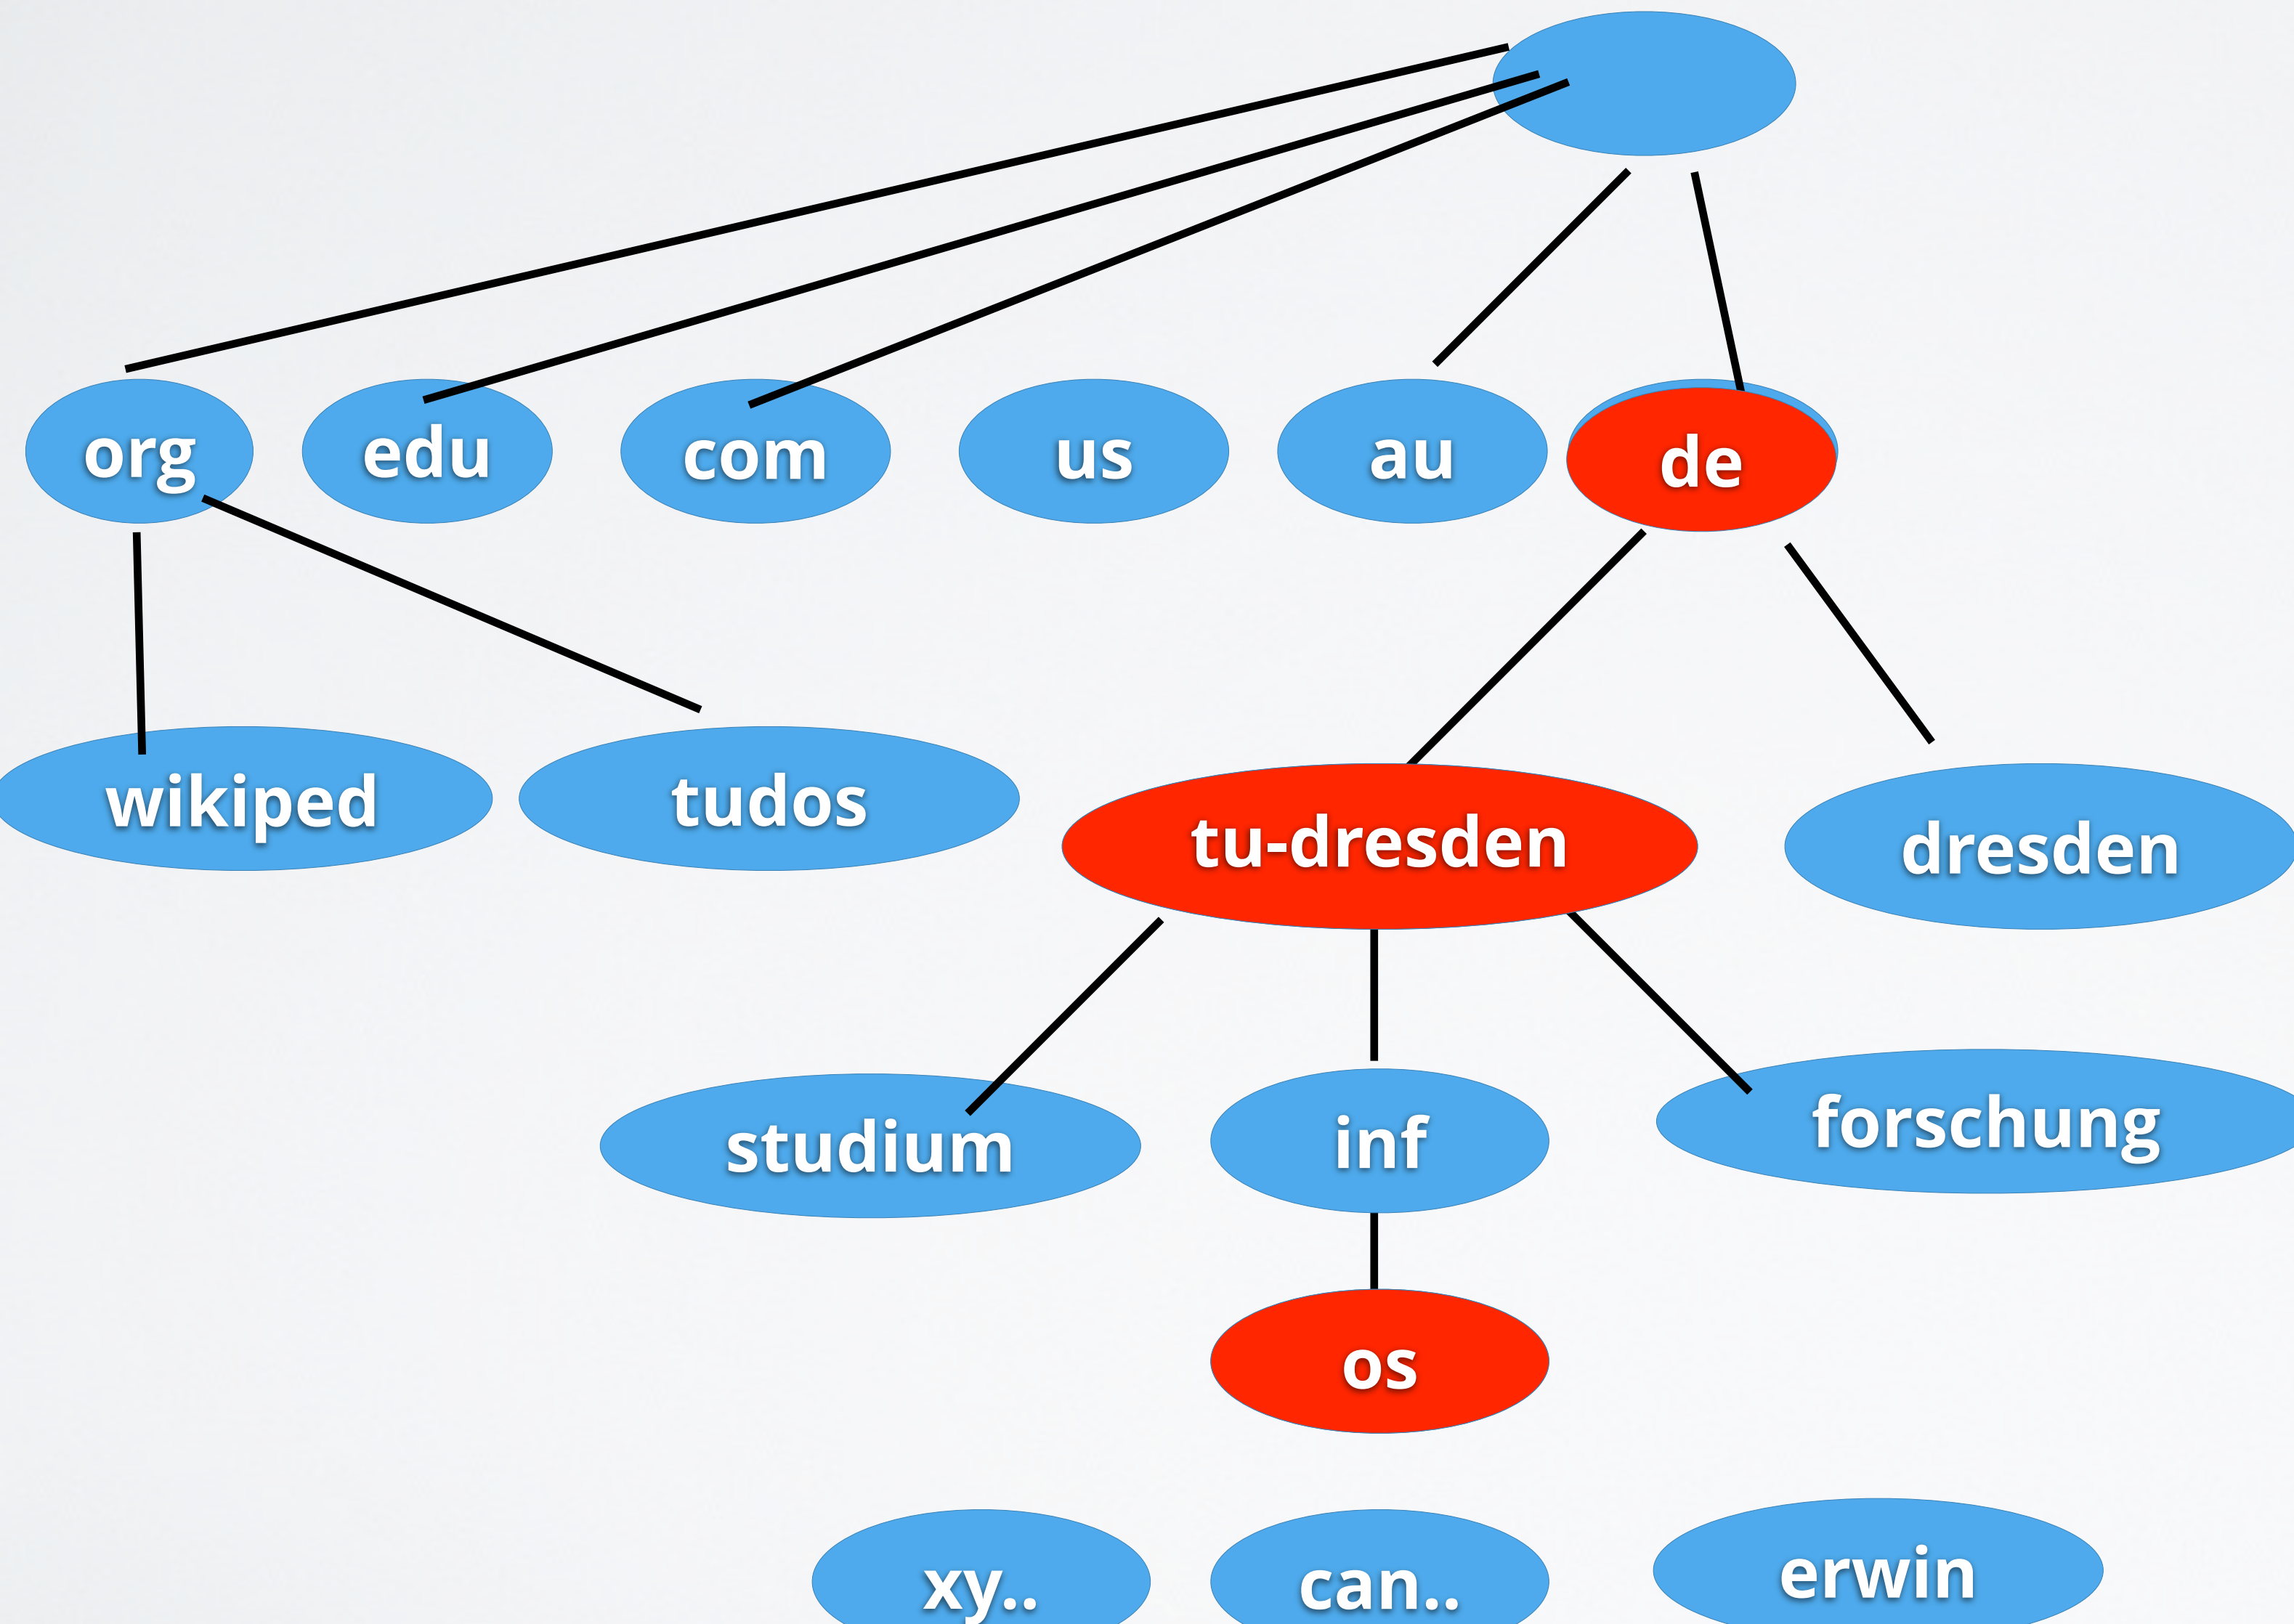 org
edu
com
us
au
de
wikiped
tudos
tu-dresden
dresden
studium
inf
forschung
os
xy..
can..
erwin